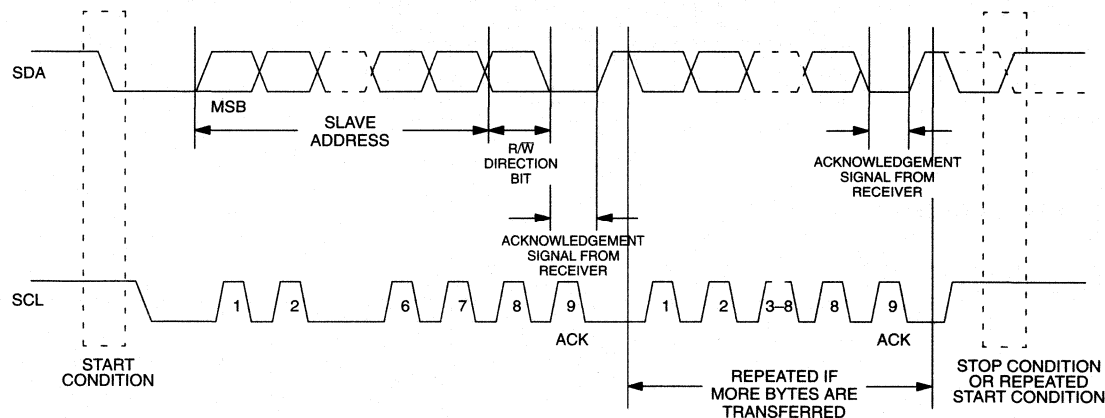 SDA
MSB
SLAVE
ADDRESS
R/W̅
DIRECTION
BIT
ACKNOWLEDGEMENT
SIGNAL FROM
RECEIVER
ACKNOWLEDGEMENT
SIGNAL FROM
RECEIVER
SCL
1 2 6 7 8 9 1 2 3–8 8 9
ACK
ACK
START
CONDITION
REPEATED IF
MORE BYTES ARE
TRANSFERRED
STOP CONDITION
OR REPEATED
START CONDITION